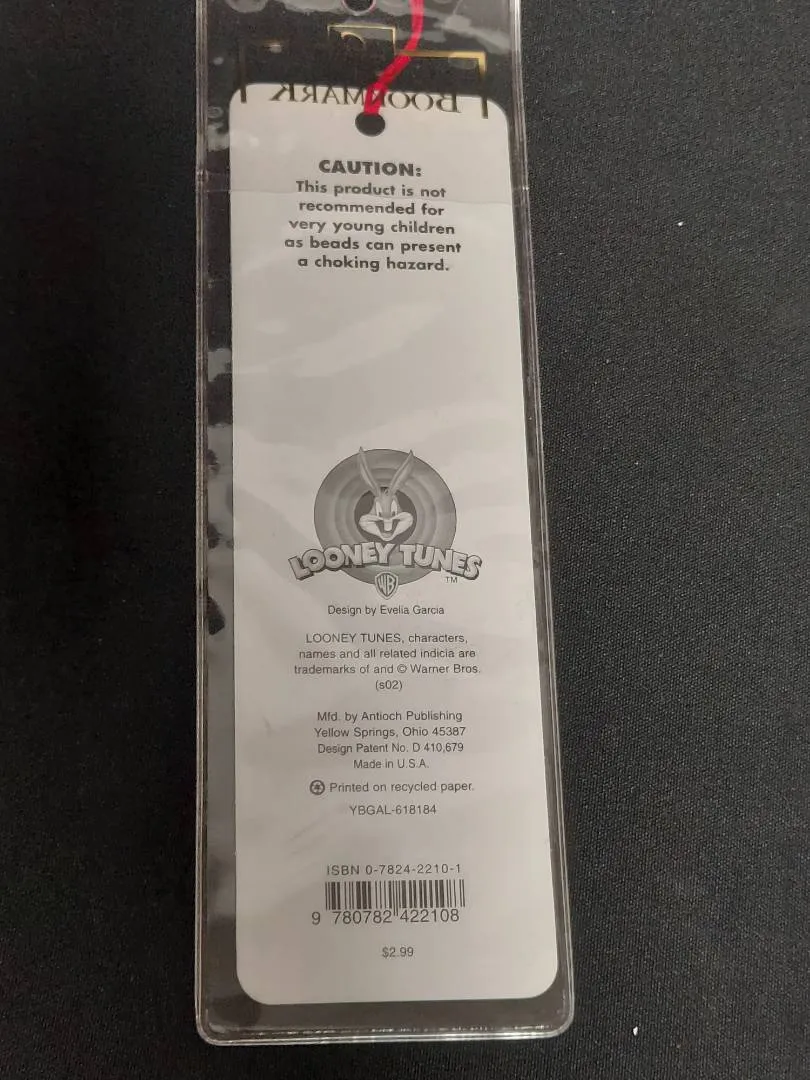 BOOKMARK
CAUTION:
This product is not
recommended for
very young children
as beads can present
a choking hazard.
LOONEY TUNES
WB
TM
Design by Evelia Garcia
LOONEY TUNES, characters,
names and all related indicia are
trademarks of and © Warner Bros.
(s02)
Mfd. by Antioch Publishing
Yellow Springs, Ohio 45387
Design Patent No. D 410,679
Made in U.S.A.
Printed on recycled paper.
YBGAL-618184
ISBN 0-7824-2210-1
9 780782 422108
$2.99